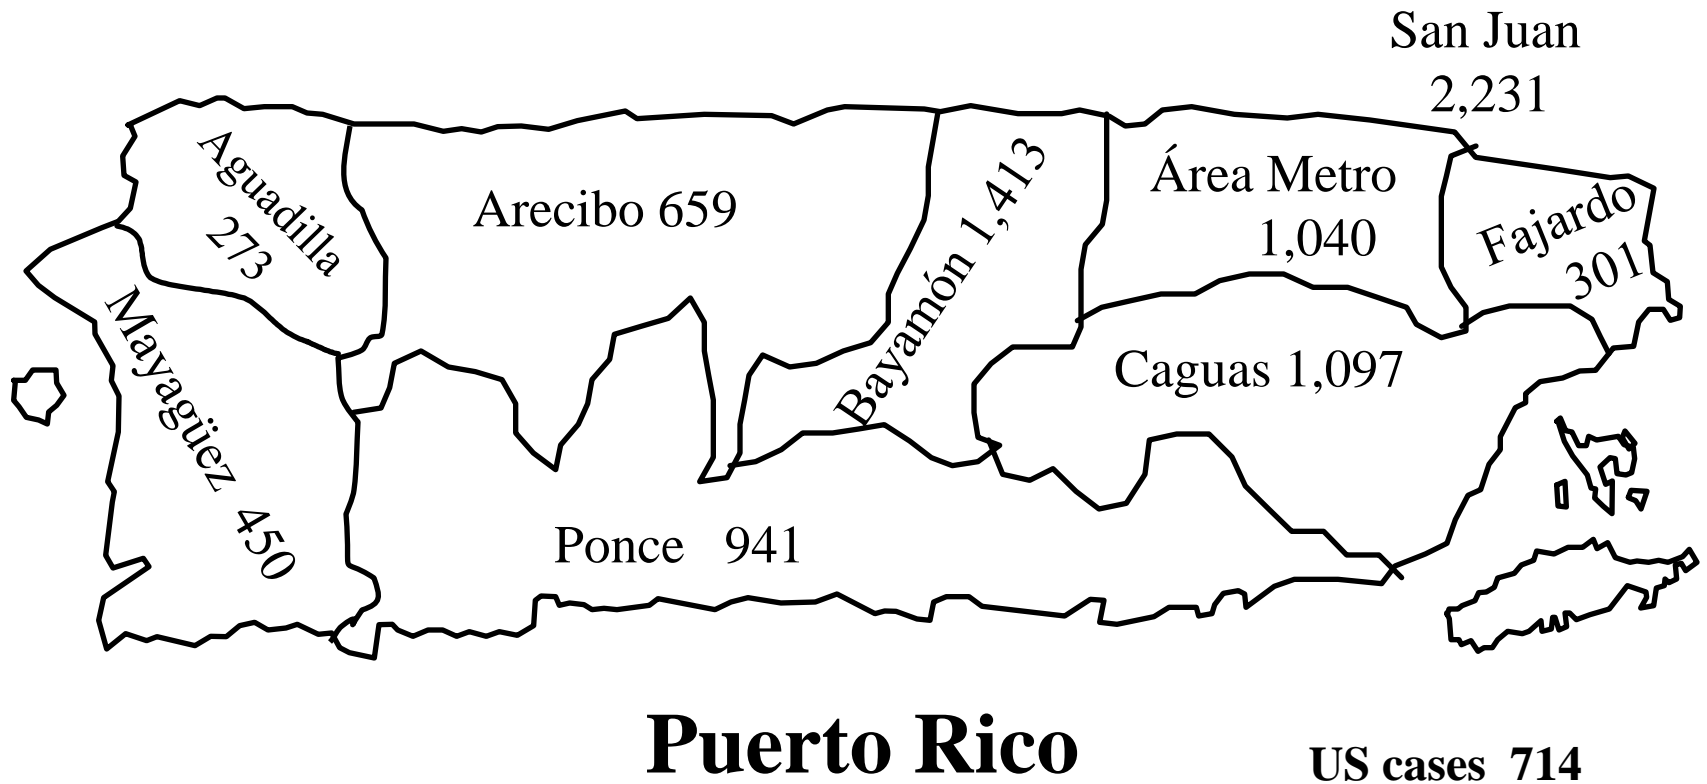 San Juan
2,231
Aguadilla
273
Arecibo 659
Bayamón 1,413
Área Metro
1,040
Fajardo
301
Mayagüez 450
Caguas 1,097
Ponce 941
Puerto Rico
US cases 714